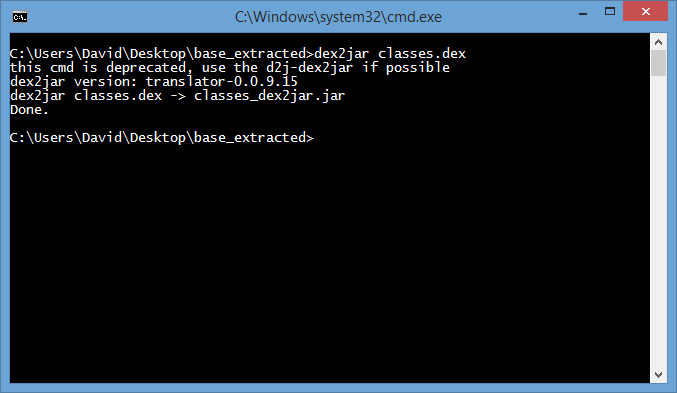 C:\Windows\system32\cmd.exe
C:\Users\David\Desktop\base_extracted>dex2jar classes.dex
this cmd is deprecated, use the d2j-dex2jar if possible
dex2jar version: translator-0.0.9.15
dex2jar classes.dex -> classes_dex2jar.jar
Done.
C:\Users\David\Desktop\base_extracted>